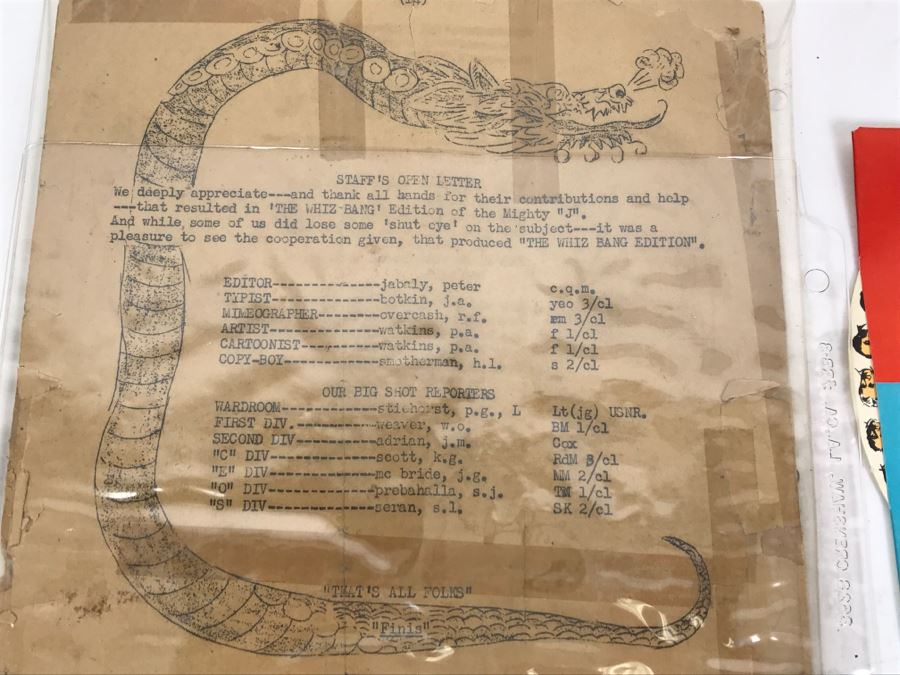 (14)
STAFF'S OPEN LETTER
We deeply appreciate---and thank all hands for their contributions and help
---that resulted in 'THE WHIZ-BANG' Edition of the Mighty "J".
And while some of us did lose some 'shut eye' on the subject---it was a
pleasure to see the cooperation given, that produced "THE WHIZ BANG EDITION".
EDITOR---------------jabaly, peter c.q.m.
TYPIST---------------botkin, j.a. yeo 3/cl
MIMEOGRAPHER---------overcash, r.f. em 3/cl
ARTIST---------------watkins, p.a. f 1/cl
CARTOONIST-----------watkins, p.a. f 1/cl
COPY-BOY-------------smotherman, h.l. s 2/cl
OUR BIG SHOT REPORTERS
WARDROOM-------------stichorst, p.g., L Lt(jg) USNR.
FIRST DIV.-----------weaver, w.o. BM 1/cl
SECOND DIV-----------adrian, j.m. Cox
"C" DIV--------------scott, k.g. RdM 3/cl
"E" DIV--------------mc bride, j.g. MM 2/cl
"O" DIV--------------prebahalla, s.j. TM 1/cl
"S" DIV--------------seran, s.l. SK 2/cl
"THAT'S ALL FOLKS"
"Finis"